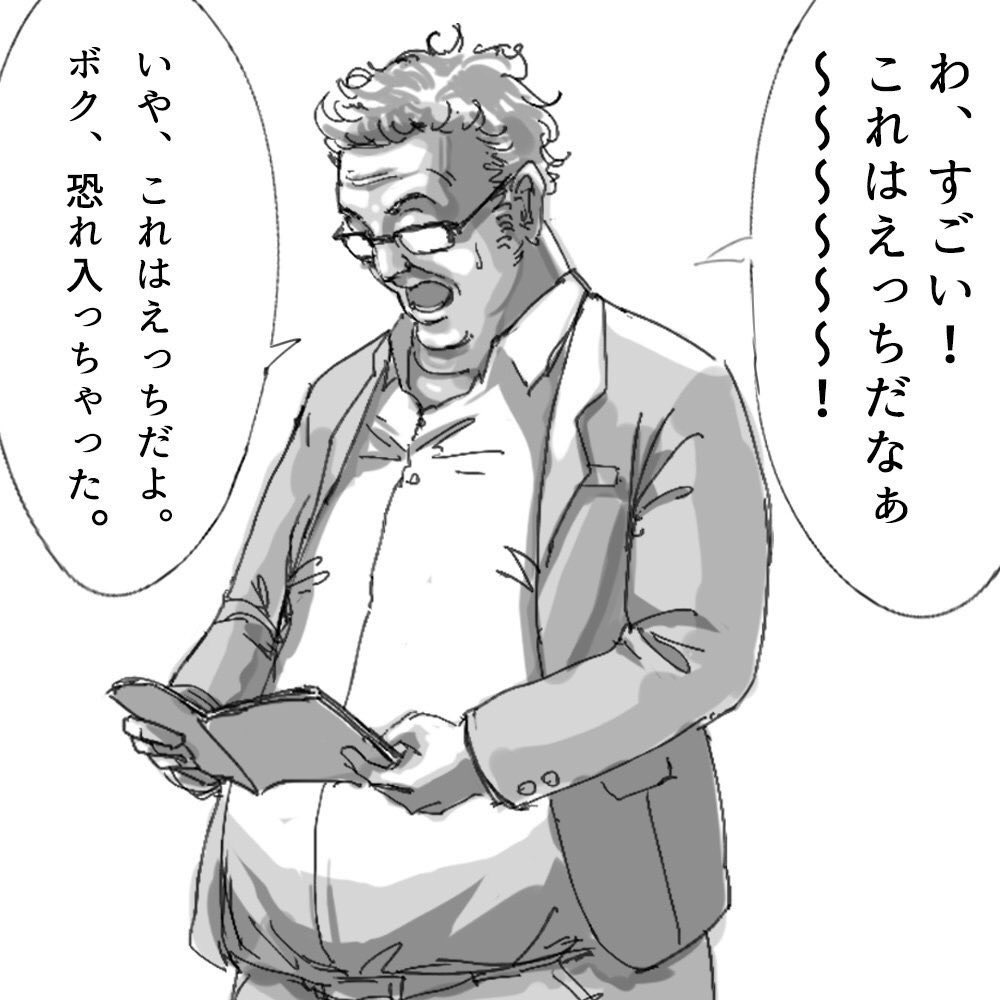 わ、すごい！
これはえっちだなぁ
～～～～～～～！
いや、これはえっちだよ。
ボク、恐れ入っちゃった。